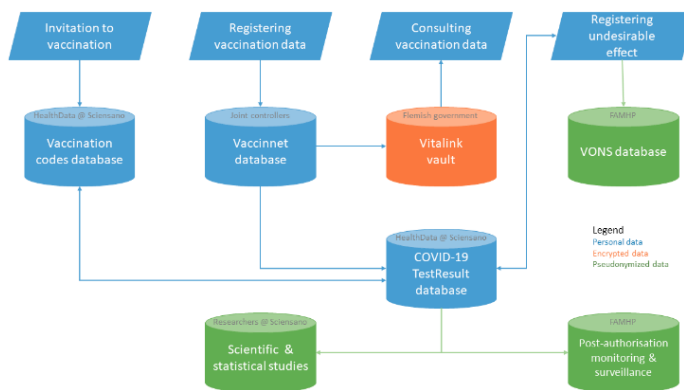 Invitation to
vaccination
Registering
vaccination data
Consulting
vaccination data
Registering
undesirable
effect
HealthData @ Sciensano
Vaccination
codes database
Joint controllers
Vaccinnet
database
Flemish government
Vitalink
vault
FAMHP
VONS database
HealthData @ Sciensano
COVID-19
TestResult
database
Legend
Personal data
Encrypted data
Pseudonymized data
Researchers @ Sciensano
Scientific &
statistical studies
FAMHP
Post-authorisation
monitoring &
surveillance